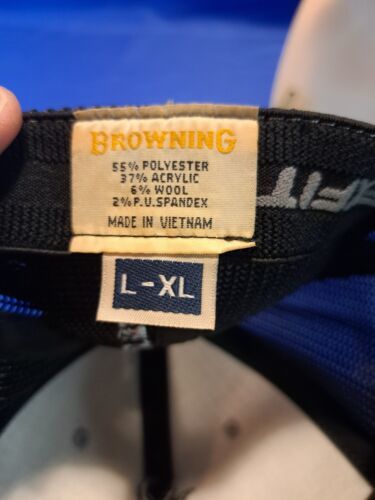 BROWNING
55% POLYESTER
37% ACRYLIC
6% WOOL
2% P.U. SPANDEX
MADE IN VIETNAM
L-XL